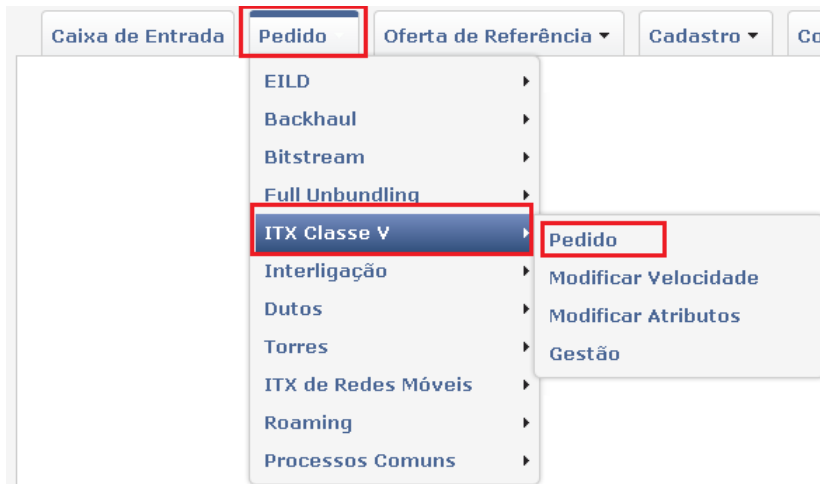 Caixa de Entrada Pedido Oferta de Referência Cadastro Co
EILD
Backhaul
Bitstream
Full Unbundling
ITX Classe V
Pedido
Interligação
Modificar Velocidade
Dutos
Modificar Atributos
Torres
Gestão
ITX de Redes Móveis
Roaming
Processos Comuns